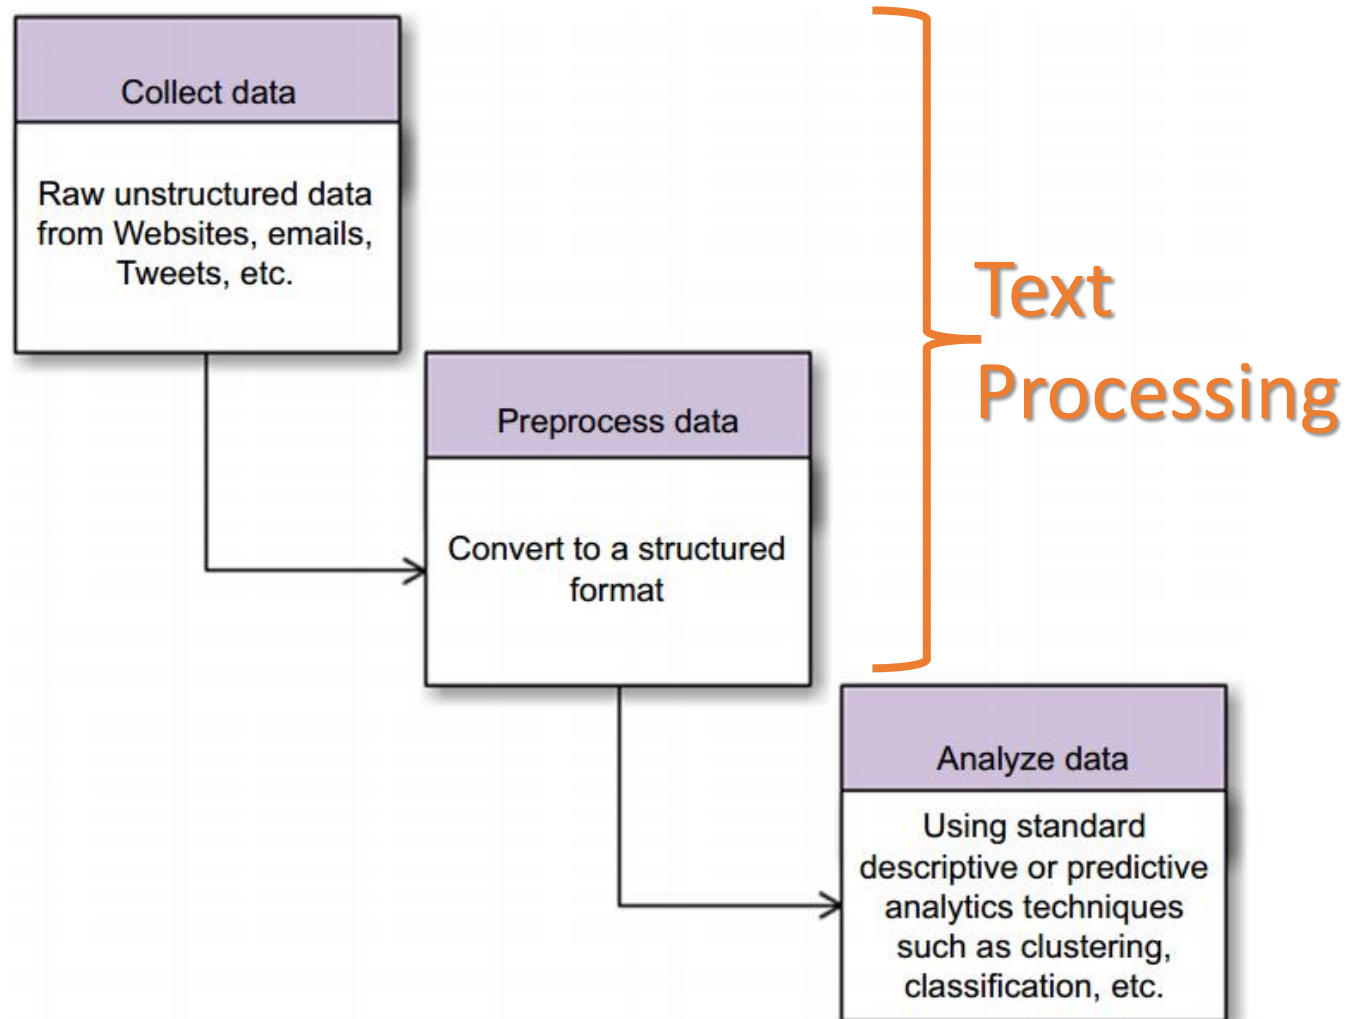 Collect data
Raw unstructured data
from Websites, emails,
Tweets, etc.
Text
Processing
Preprocess data
Convert to a structured
format
Analyze data
Using standard
descriptive or predictive
analytics techniques
such as clustering,
classification, etc.